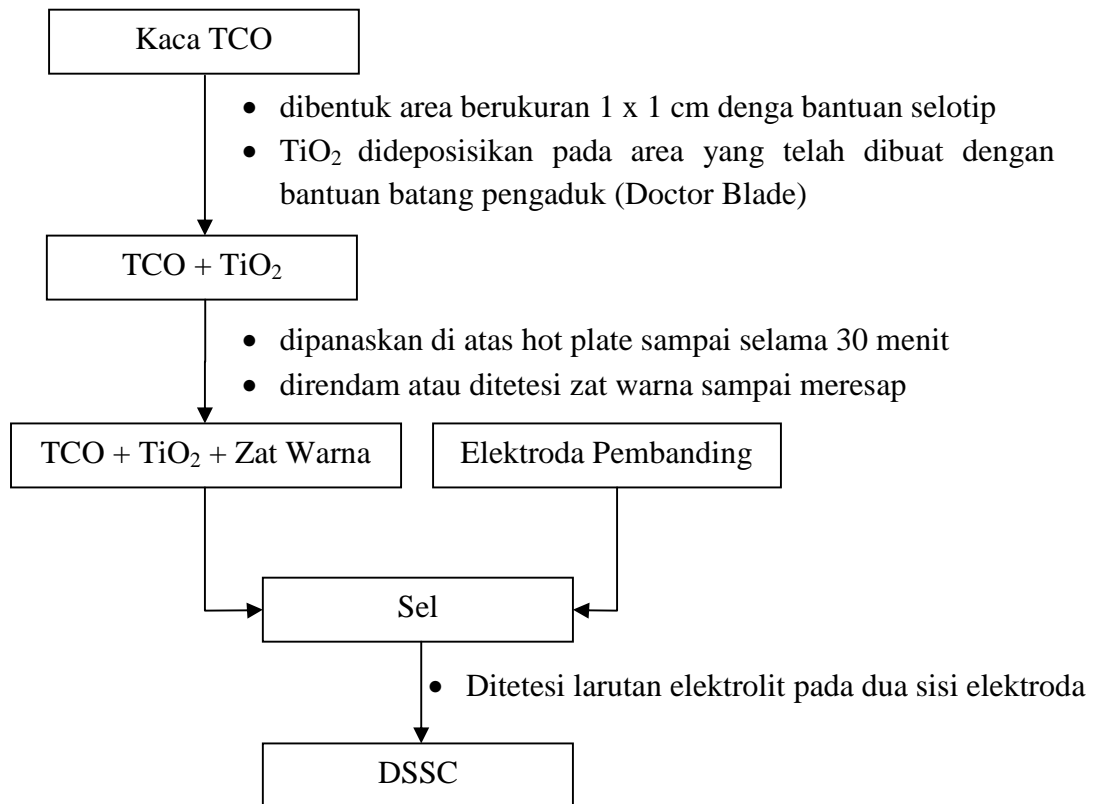 Kaca TCO
• dibentuk area berukuran 1 x 1 cm denga bantuan selotip
• TiO₂ dideposisikan pada area yang telah dibuat dengan
bantuan batang pengaduk (Doctor Blade)
TCO + TiO₂
• dipanaskan di atas hot plate sampai selama 30 menit
• direndam atau ditetesi zat warna sampai meresap
TCO + TiO₂ + Zat Warna
Elektroda Pembanding
Sel
• Ditetesi larutan elektrolit pada dua sisi elektroda
DSSC